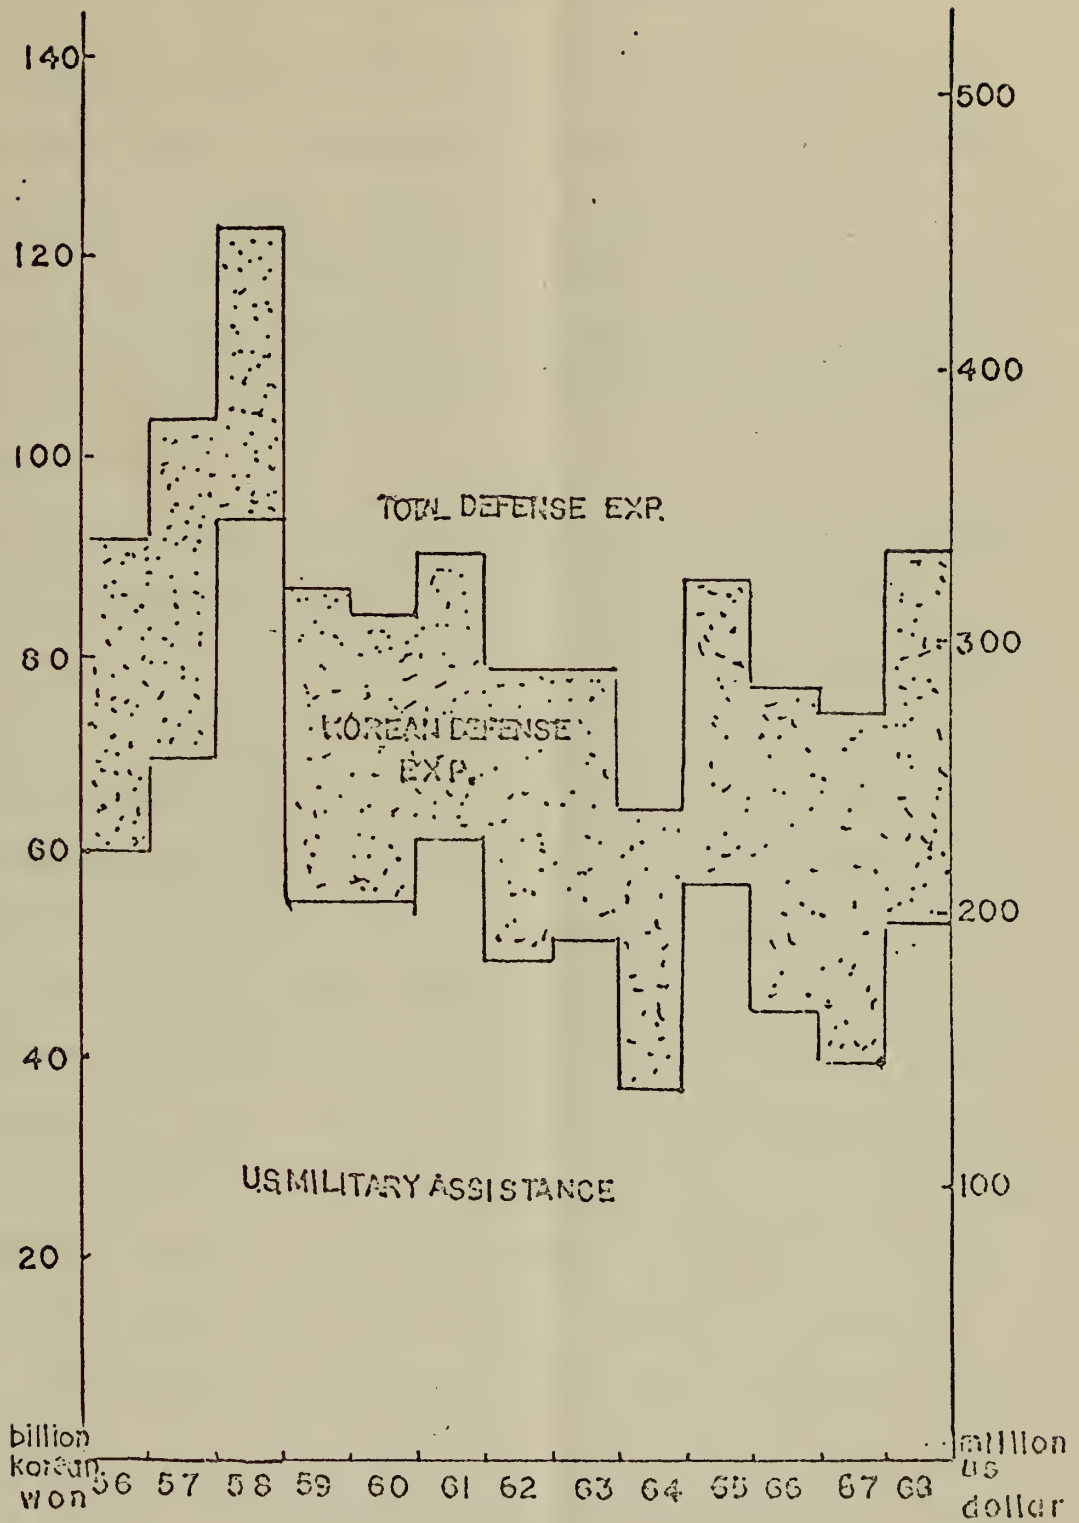 140
500
120
400
100
TOTAL DEFENSE EXP.
80
300
KOREAN DEFENSE
EXP.
60
200
40
U.S MILITARY ASSISTANCE
100
20
billion
korean
won
56 57 58 59 60 61 62 63 64 65 66 67 68
million
us
dollar